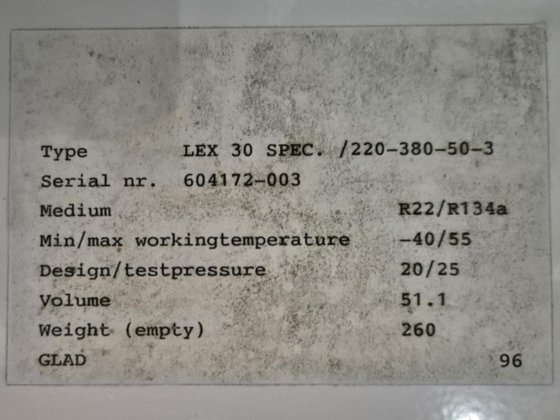 Type LEX 30 SPEC. /220-380-50-3
Serial nr. 604172-003
Medium R22/R134a
Min/max workingtemperature -40/55
Design/testpressure 20/25
Volume 51.1
Weight (empty) 260
GLAD 96